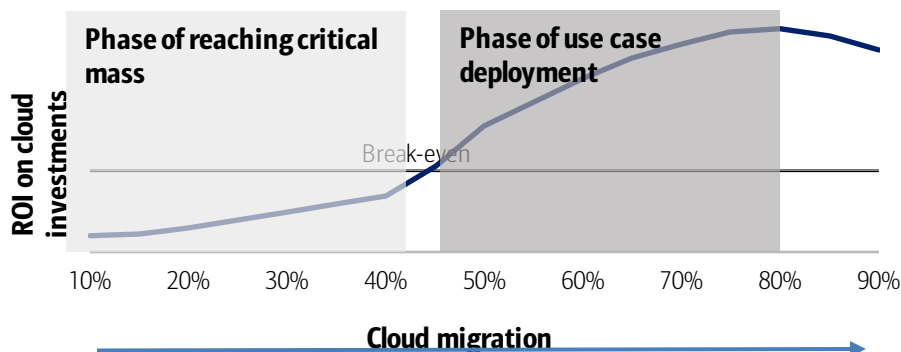 Phase of reaching critical
mass
Phase of use case
deployment
ROI on cloud
investments
Break-even
10% 20% 30% 40% 50% 60% 70% 80% 90%
Cloud migration